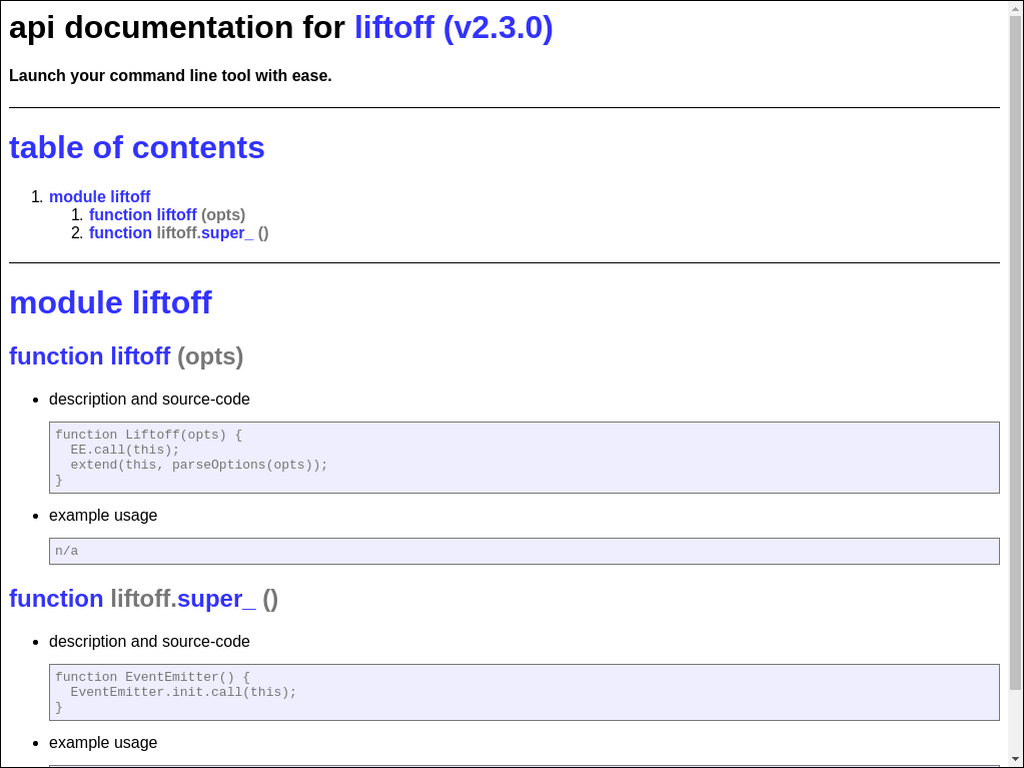 api documentation for liftoff (v2.3.0)
Launch your command line tool with ease.
table of contents
1. module liftoff
1. function liftoff (opts)
2. function liftoff.super_ ()
module liftoff
function liftoff (opts)
• description and source-code
function Liftoff(opts) {
  EE.call(this);
  extend(this, parseOptions(opts));
}
• example usage
n/a
function liftoff.super_ ()
• description and source-code
function EventEmitter() {
  EventEmitter.init.call(this);
}
• example usage